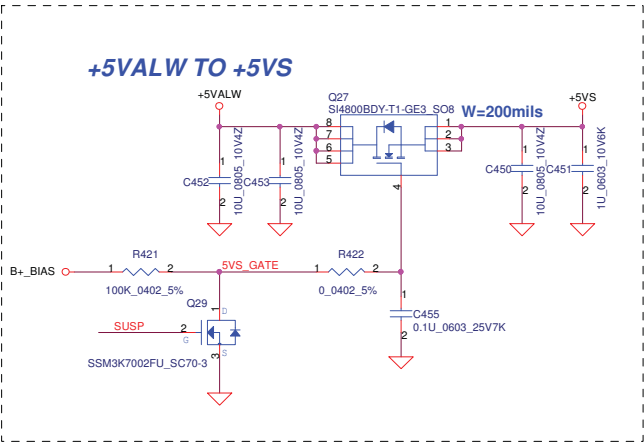 +5VALW TO +5VS
+5VALW
Q27
SI4800BDY-T1-GE3_SO8
W=200mils
+5VS
8
7
6
5
1
2
3
4
1
C452
2
10U_0805_10V4Z
1
C453
2
10U_0805_10V4Z
1
C450
2
10U_0805_10V4Z
1
C451
2
1U_0603_10V6K
B+_BIAS
R421
1
2
100K_0402_5%
5VS_GATE
R422
1
2
0_0402_5%
Q29
1
D
SUSP
2
G
3
S
SSM3K7002FU_SC70-3
1
C455
0.1U_0603_25V7K
2